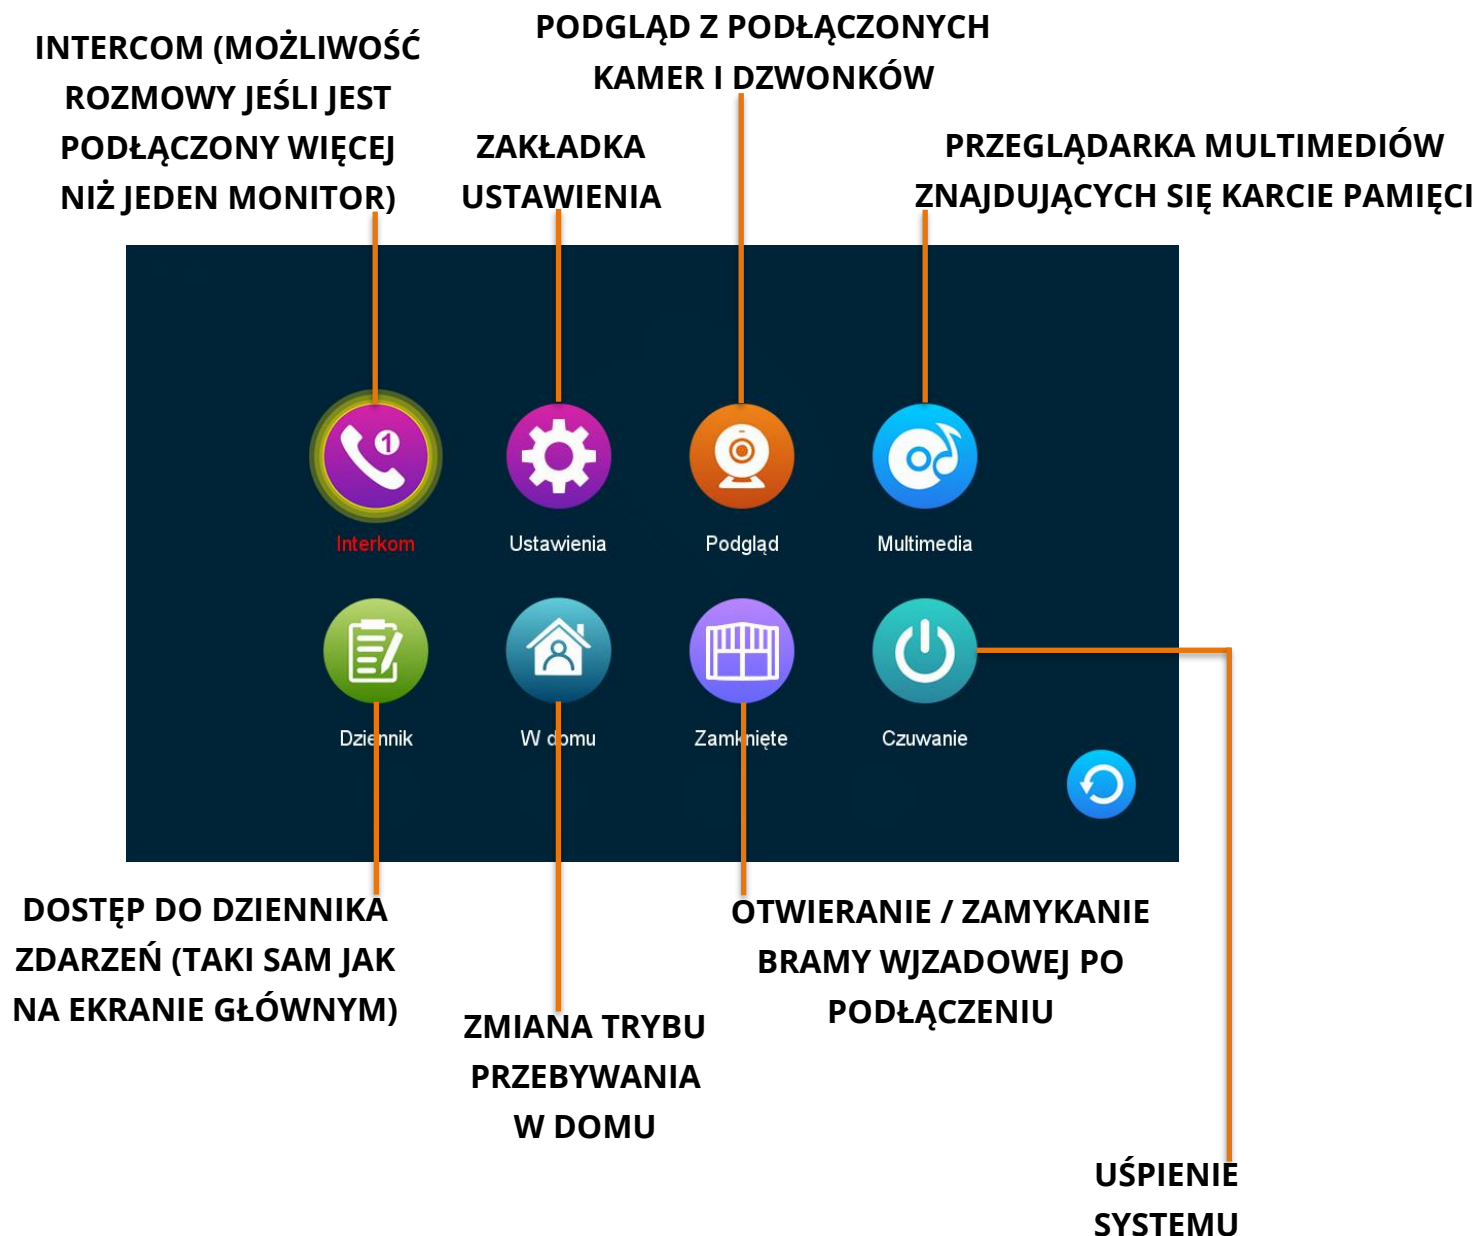 INTERCOM (MOŻLIWOŚĆ
ROZMOWY JEŚLI JEST
PODŁĄCZONY WIĘCEJ
NIŻ JEDEN MONITOR)
ZAKŁADKA
USTAWIENIA
PODGLĄD Z PODŁĄCZONYCH
KAMER I DZWONKÓW
PRZEGLĄDARKA MULTIMEDIÓW
ZNAJDUJĄCYCH SIĘ KARCIE PAMIĘCI
1
Interkom
Ustawienia
Podgląd
Multimedia
Dziennik
W domu
Zamknięte
Czuwanie
DOSTĘP DO DZIENNIKA
ZDARZEŃ (TAKI SAM JAK
NA EKRANIE GŁÓWNYM)
ZMIANA TRYBU
PRZEBYWANIA
W DOMU
OTWIERANIE / ZAMYKANIE
BRAMY WJZADOWEJ PO
PODŁĄCZENIU
UŚPIENIE
SYSTEMU